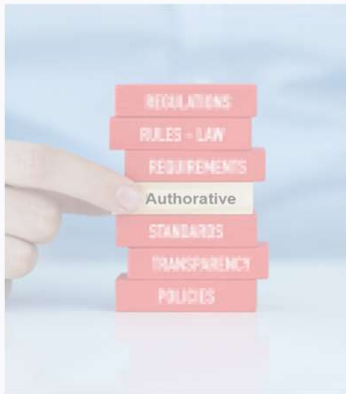 REGULATIONS
RULES - LAW
REQUIREMENTS
Authorative
STANDARDS
TRANSPARENCY
POLICIES